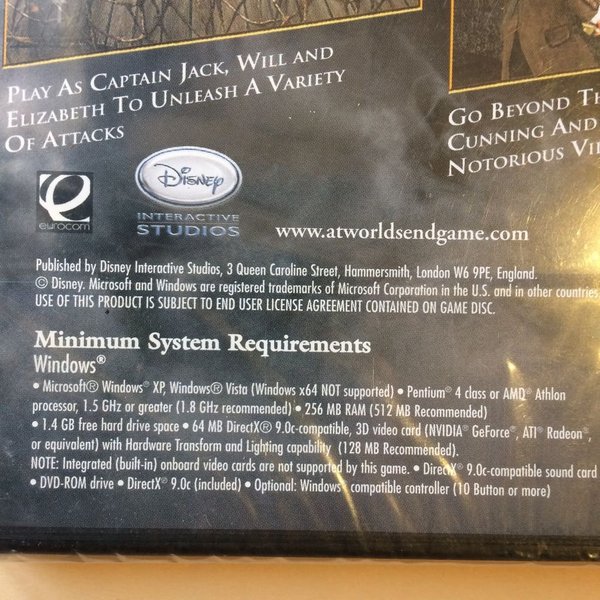 PLAY AS CAPTAIN JACK, WILL AND
ELIZABETH TO UNLEASH A VARIETY
OF ATTACKS
GO BEYOND TH
CUNNING AND
NOTORIOUS VI
eurocom
Disney
INTERACTIVE
STUDIOS
www.atworldsendgame.com
Published by Disney Interactive Studios, 3 Queen Caroline Street, Hammersmith, London W6 9PE, England.
© Disney. Microsoft and Windows are registered trademarks of Microsoft Corporation in the U.S. and in other countries
USE OF THIS PRODUCT IS SUBJECT TO END USER LICENSE AGREEMENT CONTAINED ON GAME DISC.
Minimum System Requirements
Windows®
• Microsoft® Windows® XP, Windows® Vista (Windows x64 NOT supported) • Pentium® 4 class or AMD® Athlon
processor, 1.5 GHz or greater (1.8 GHz recommended) • 256 MB RAM (512 MB Recommended)
• 1.4 GB free hard drive space • 64 MB DirectX® 9.0c-compatible, 3D video card (NVIDIA® GeForce®, ATI® Radeon®,
or equivalent) with Hardware Transform and Lighting capability (128 MB Recommended).
NOTE: Integrated (built-in) onboard video cards are not supported by this game. • DirectX® 9.0c-compatible sound card
• DVD-ROM drive • DirectX® 9.0c (included) • Optional: Windows® compatible controller (10 Button or more)